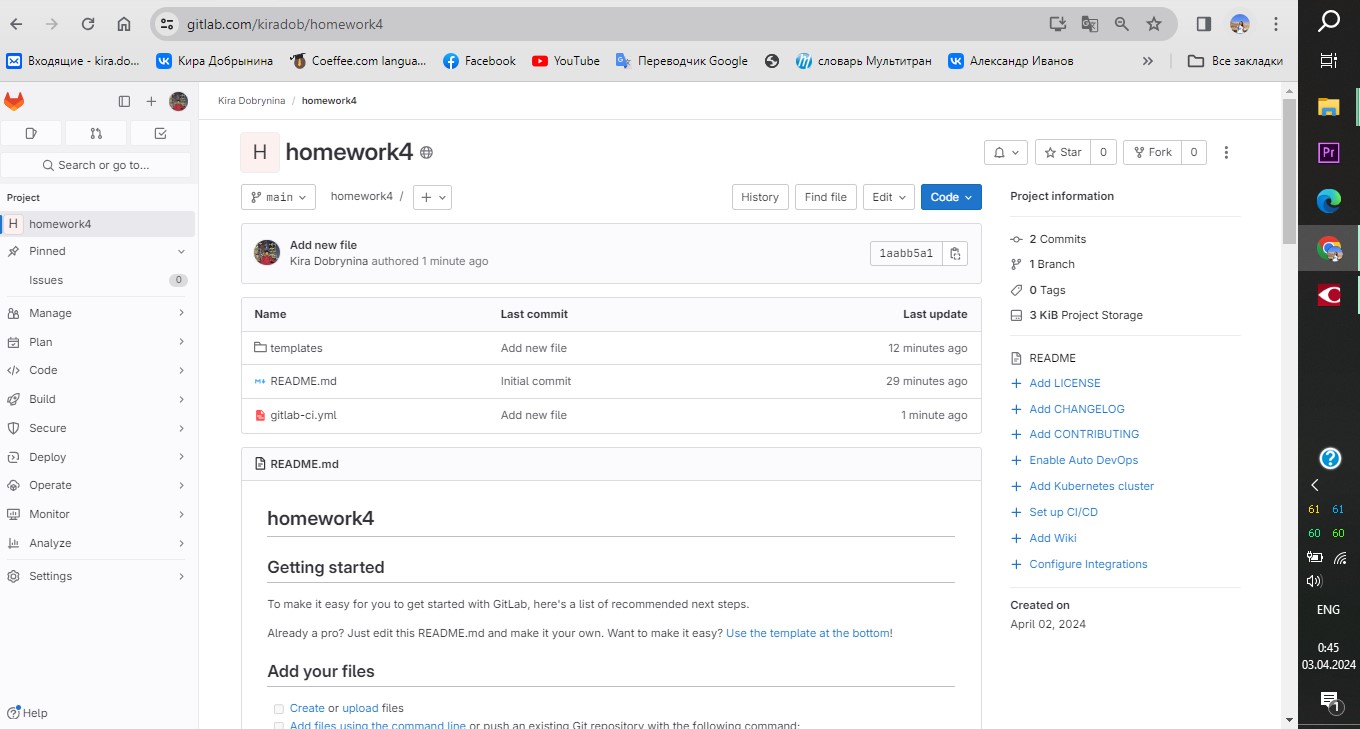 gitlab.com/kiradob/homework4
Входящие - kira.do...
Кира Добрынина
Coeffee.com langua...
Facebook
YouTube
Переводчик Google
словарь Мультитран
Александр Иванов
»
Все закладки
Search or go to...
Project
H homework4
Pinned
Issues 0
Manage
Plan
Code
Build
Secure
Deploy
Operate
Monitor
Analyze
Settings
Help
Kira Dobrynina / homework4
H homework4
Star 0
Fork 0
main
homework4 /
History
Find file
Edit
Code
Add new file
Kira Dobrynina authored 1 minute ago
1aabb5a1
Name Last commit Last update
templates Add new file 12 minutes ago
README.md Initial commit 29 minutes ago
gitlab-ci.yml Add new file 1 minute ago
README.md
homework4
Getting started
To make it easy for you to get started with GitLab, here's a list of recommended next steps.
Already a pro? Just edit this README.md and make it your own. Want to make it easy? Use the template at the bottom!
Add your files
Create or upload files
Add files using the command line or push an existing Git repository with the following command:
Project information
2 Commits
1 Branch
0 Tags
3 KiB Project Storage
README
+ Add LICENSE
+ Add CHANGELOG
+ Add CONTRIBUTING
+ Enable Auto DevOps
+ Add Kubernetes cluster
+ Set up CI/CD
+ Add Wiki
+ Configure Integrations
Created on
April 02, 2024
Pr
61 61
60 60
ENG
0:45
03.04.2024
1